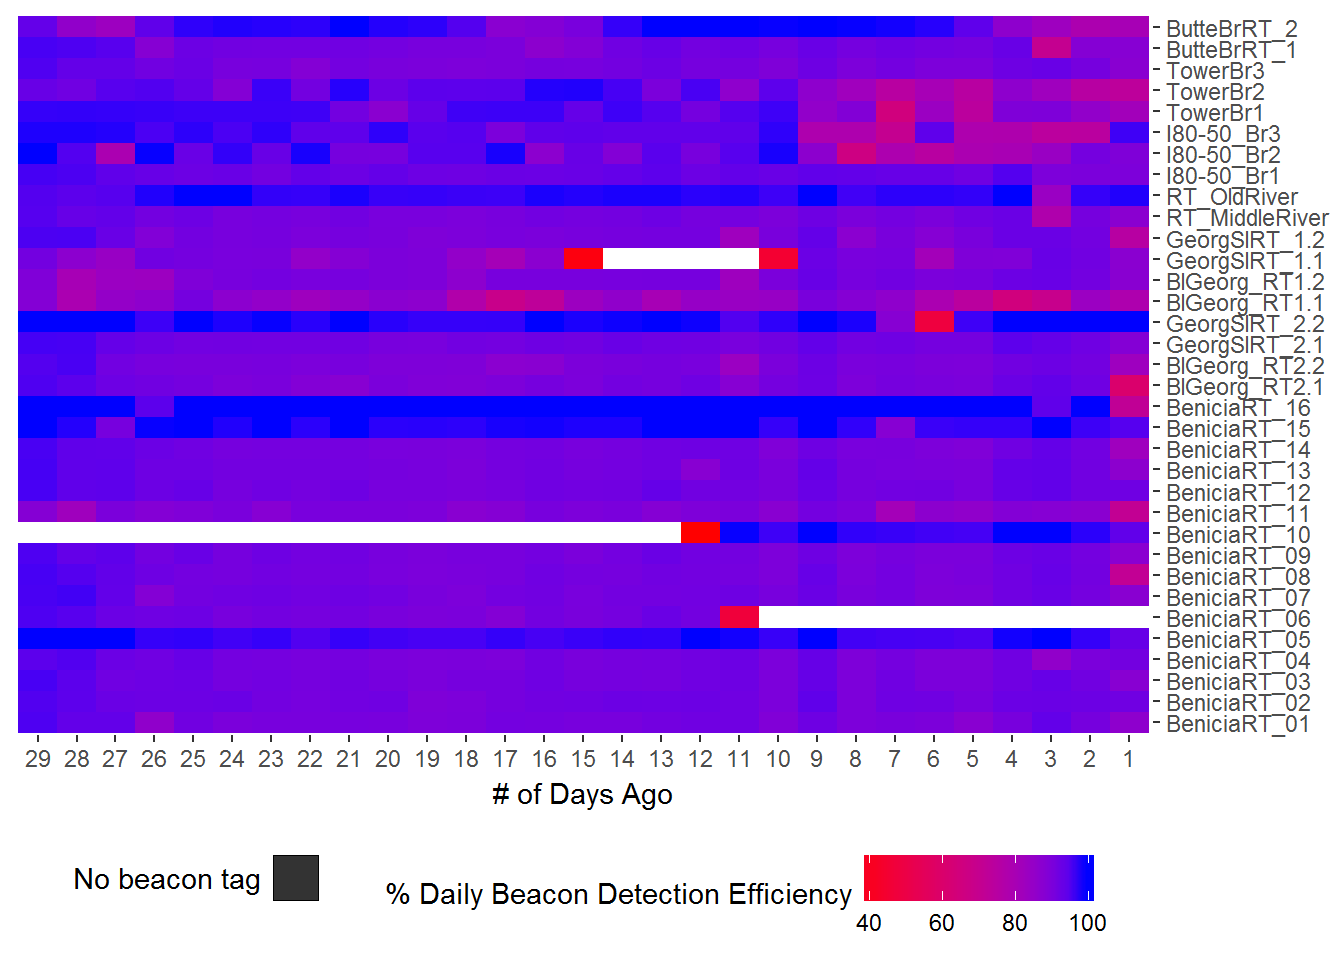 ButteBrRT_2
ButteBrRT_1
TowerBr3
TowerBr2
TowerBr1
I80-50_Br3
I80-50_Br2
I80-50_Br1
RT_OldRiver
RT_MiddleRiver
GeorgSlRT_1.2
GeorgSlRT_1.1
BlGeorg_RT1.2
BlGeorg_RT1.1
GeorgSlRT_2.2
GeorgSlRT_2.1
BlGeorg_RT2.2
BlGeorg_RT2.1
BeniciaRT_16
BeniciaRT_15
BeniciaRT_14
BeniciaRT_13
BeniciaRT_12
BeniciaRT_11
BeniciaRT_10
BeniciaRT_09
BeniciaRT_08
BeniciaRT_07
BeniciaRT_06
BeniciaRT_05
BeniciaRT_04
BeniciaRT_03
BeniciaRT_02
BeniciaRT_01
29 28 27 26 25 24 23 22 21 20 19 18 17 16 15 14 13 12 11 10 9 8 7 6 5 4 3 2 1
# of Days Ago
No beacon tag
% Daily Beacon Detection Efficiency
40 60 80 100